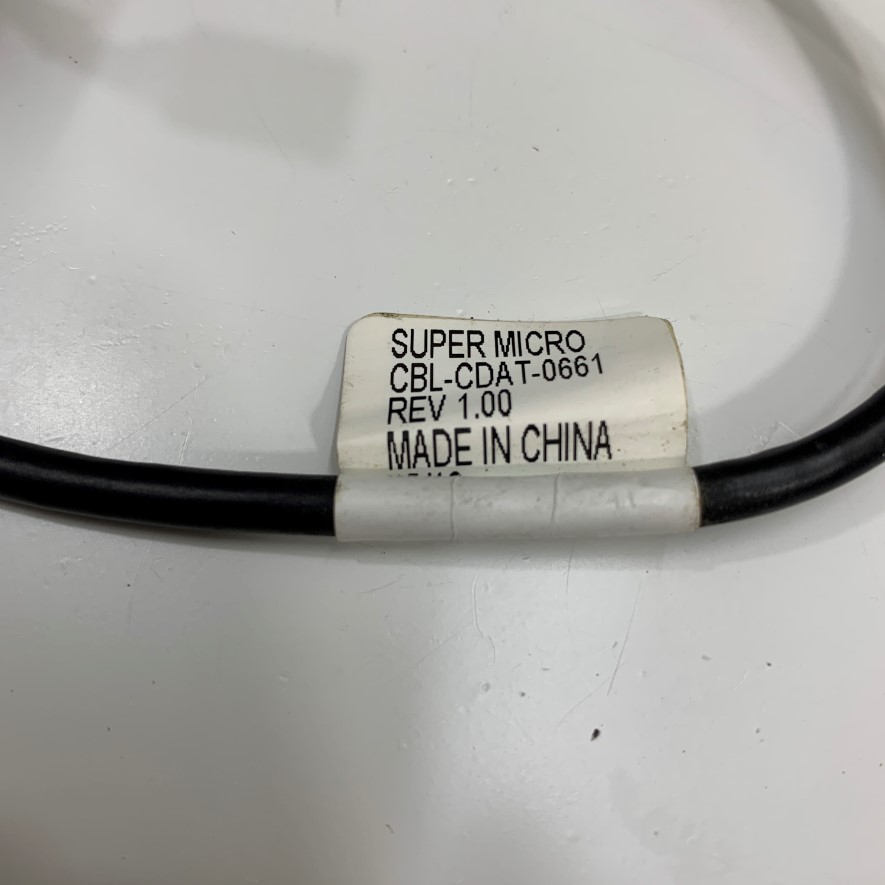 SUPER MICRO
CBL-CDAT-0661
REV 1.00
MADE IN CHINA